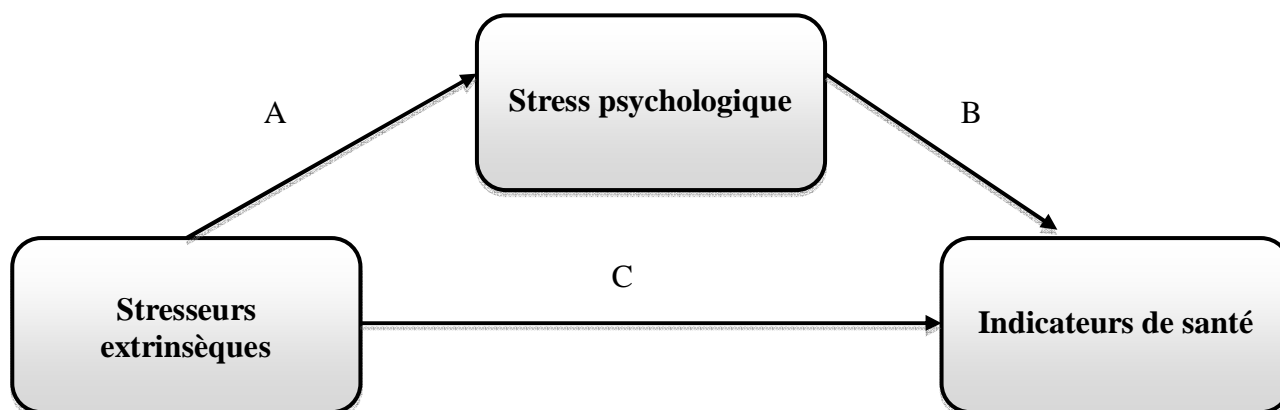 Stress psychologique
A
B
C
Stresseurs
extrinsèques
Indicateurs de santé